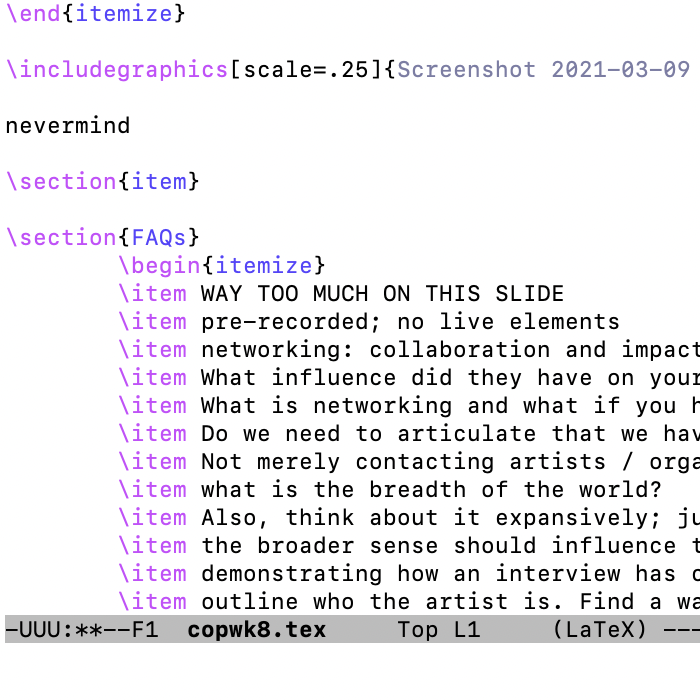 \end{itemize}
\includegraphics[scale=.25]{Screenshot 2021-03-09
nevermind
\section{item}
\section{FAQs}
\begin{itemize}
\item WAY TOO MUCH ON THIS SLIDE
\item pre-recorded; no live elements
\item networking: collaboration and impact
\item What influence did they have on your
\item What is networking and what if you h
\item Do we need to articulate that we hav
\item Not merely contacting artists / orga
\item what is the breadth of the world?
\item Also, think about it expansively; ju
\item the broader sense should influence t
\item demonstrating how an interview has c
\item outline who the artist is. Find a wa
-UUU:**--F1  copwk8.tex     Top L1     (LaTeX) ---